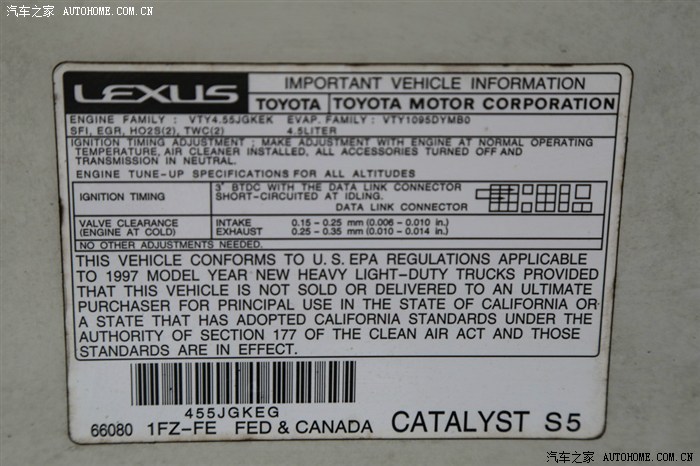 汽车之家 AUTOHOME.COM.CN
LEXUS IMPORTANT VEHICLE INFORMATION
TOYOTA TOYOTA MOTOR CORPORATION
ENGINE FAMILY : VTY4.55JGKEK EVAP. FAMILY : VTY1095DYMB0
SFI, EGR, HO2S(2), TWC(2) 4.5LITER
IGNITION TIMING ADJUSTMENT ; MAKE ADJUSTMENT WITH ENGINE AT NORMAL OPERATING
TEMPERATURE, AIR CLEANER INSTALLED, ALL ACCESSORIES TURNED OFF AND
TRANSMISSION IN NEUTRAL.
ENGINE TUNE-UP SPECIFICATIONS FOR ALL ALTITUDES
IGNITION TIMING 3° BTDC WITH THE DATA LINK CONNECTOR
SHORT-CIRCUITED AT IDLING.
DATA LINK CONNECTOR
VALVE CLEARANCE INTAKE 0.15 - 0.25 mm (0.006 - 0.010 in.)
(ENGINE AT COLD) EXHAUST 0.25 - 0.35 mm (0.010 - 0.014 in.)
NO OTHER ADJUSTMENTS NEEDED.
THIS VEHICLE CONFORMS TO U.S.EPA REGULATIONS APPLICABLE
TO 1997 MODEL YEAR NEW HEAVY LIGHT-DUTY TRUCKS PROVIDED
THAT THIS VEHICLE IS NOT SOLD OR DELIVERED TO AN ULTIMATE
PURCHASER FOR PRINCIPAL USE IN THE STATE OF CALIFORNIA OR
A STATE THAT HAS ADOPTED CALIFORNIA STANDARDS UNDER THE
AUTHORITY OF SECTION 177 OF THE CLEAN AIR ACT AND THOSE
STANDARDS ARE IN EFFECT.
455JGKEG
66080 1FZ-FE FED & CANADA CATALYST S5
汽车之家 AUTOHOME.COM.CN